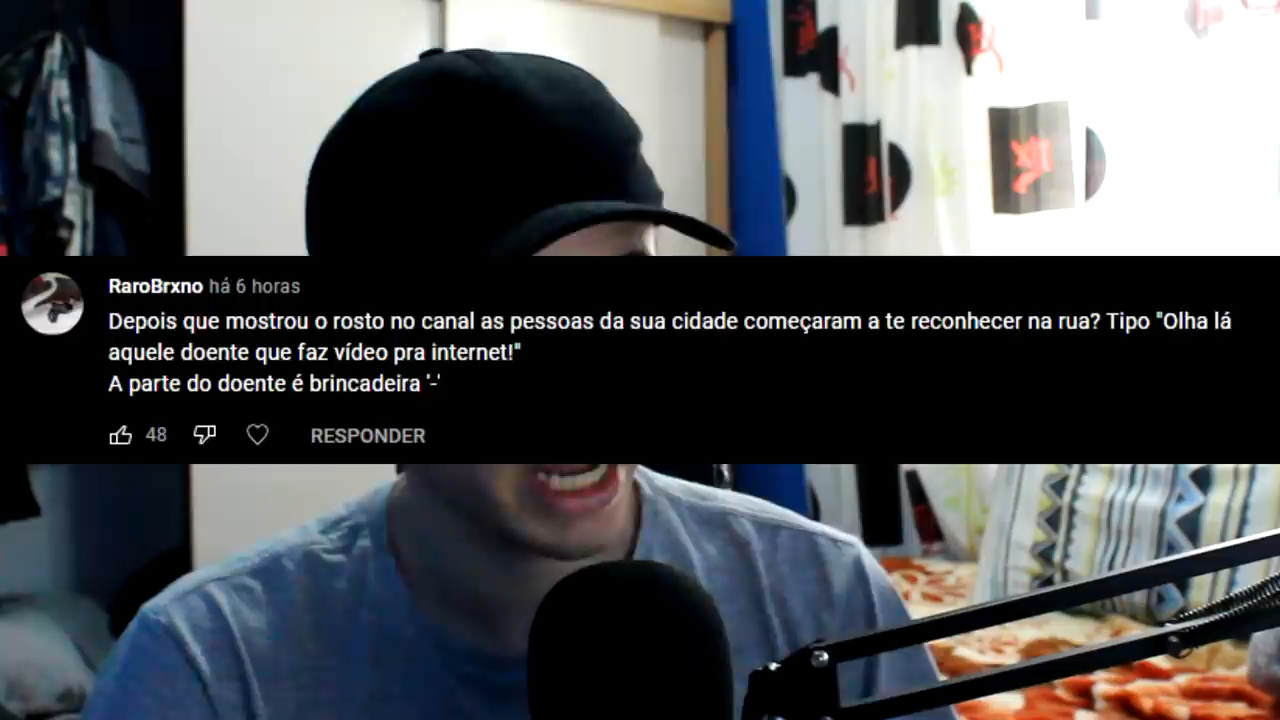 RaroBrxno há 6 horas
Depois que mostrou o rosto no canal as pessoas da sua cidade começaram a te reconhecer na rua? Tipo "Olha lá
aquele doente que faz vídeo pra internet!"
A parte do doente é brincadeira '-'
48 RESPONDER